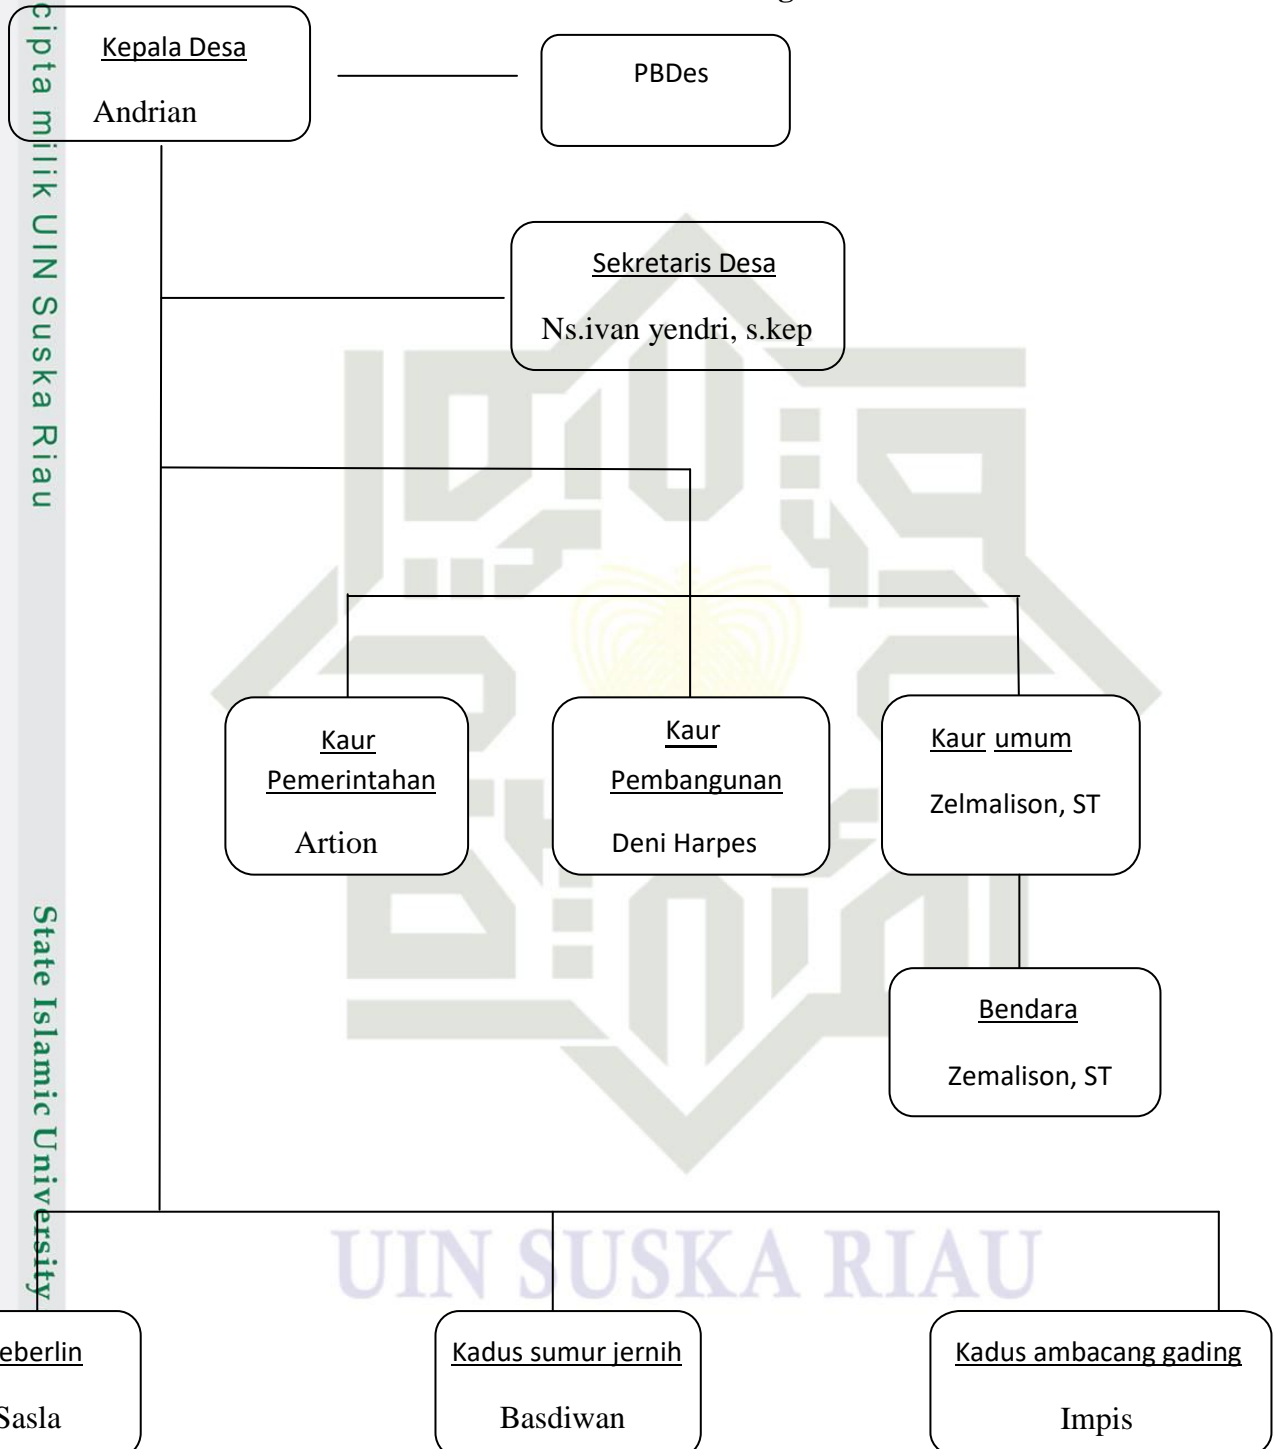 Kepala Desa
Andrian
PBDes
Sekretaris Desa
Ns.ivan yendri, s.kep
Kaur
Pemerintahan
Artion
Kaur
Pembangunan
Deni Harpes
Kaur umum
Zelmalison, ST
Bendara
Zemalison, ST
eberlin
Sasla
Kadus sumur jernih
Basdiwan
Kadus ambacang gading
Impis
cipta milik UIN Suska Riau
State Islamic University
UIN SUSKA RIAU